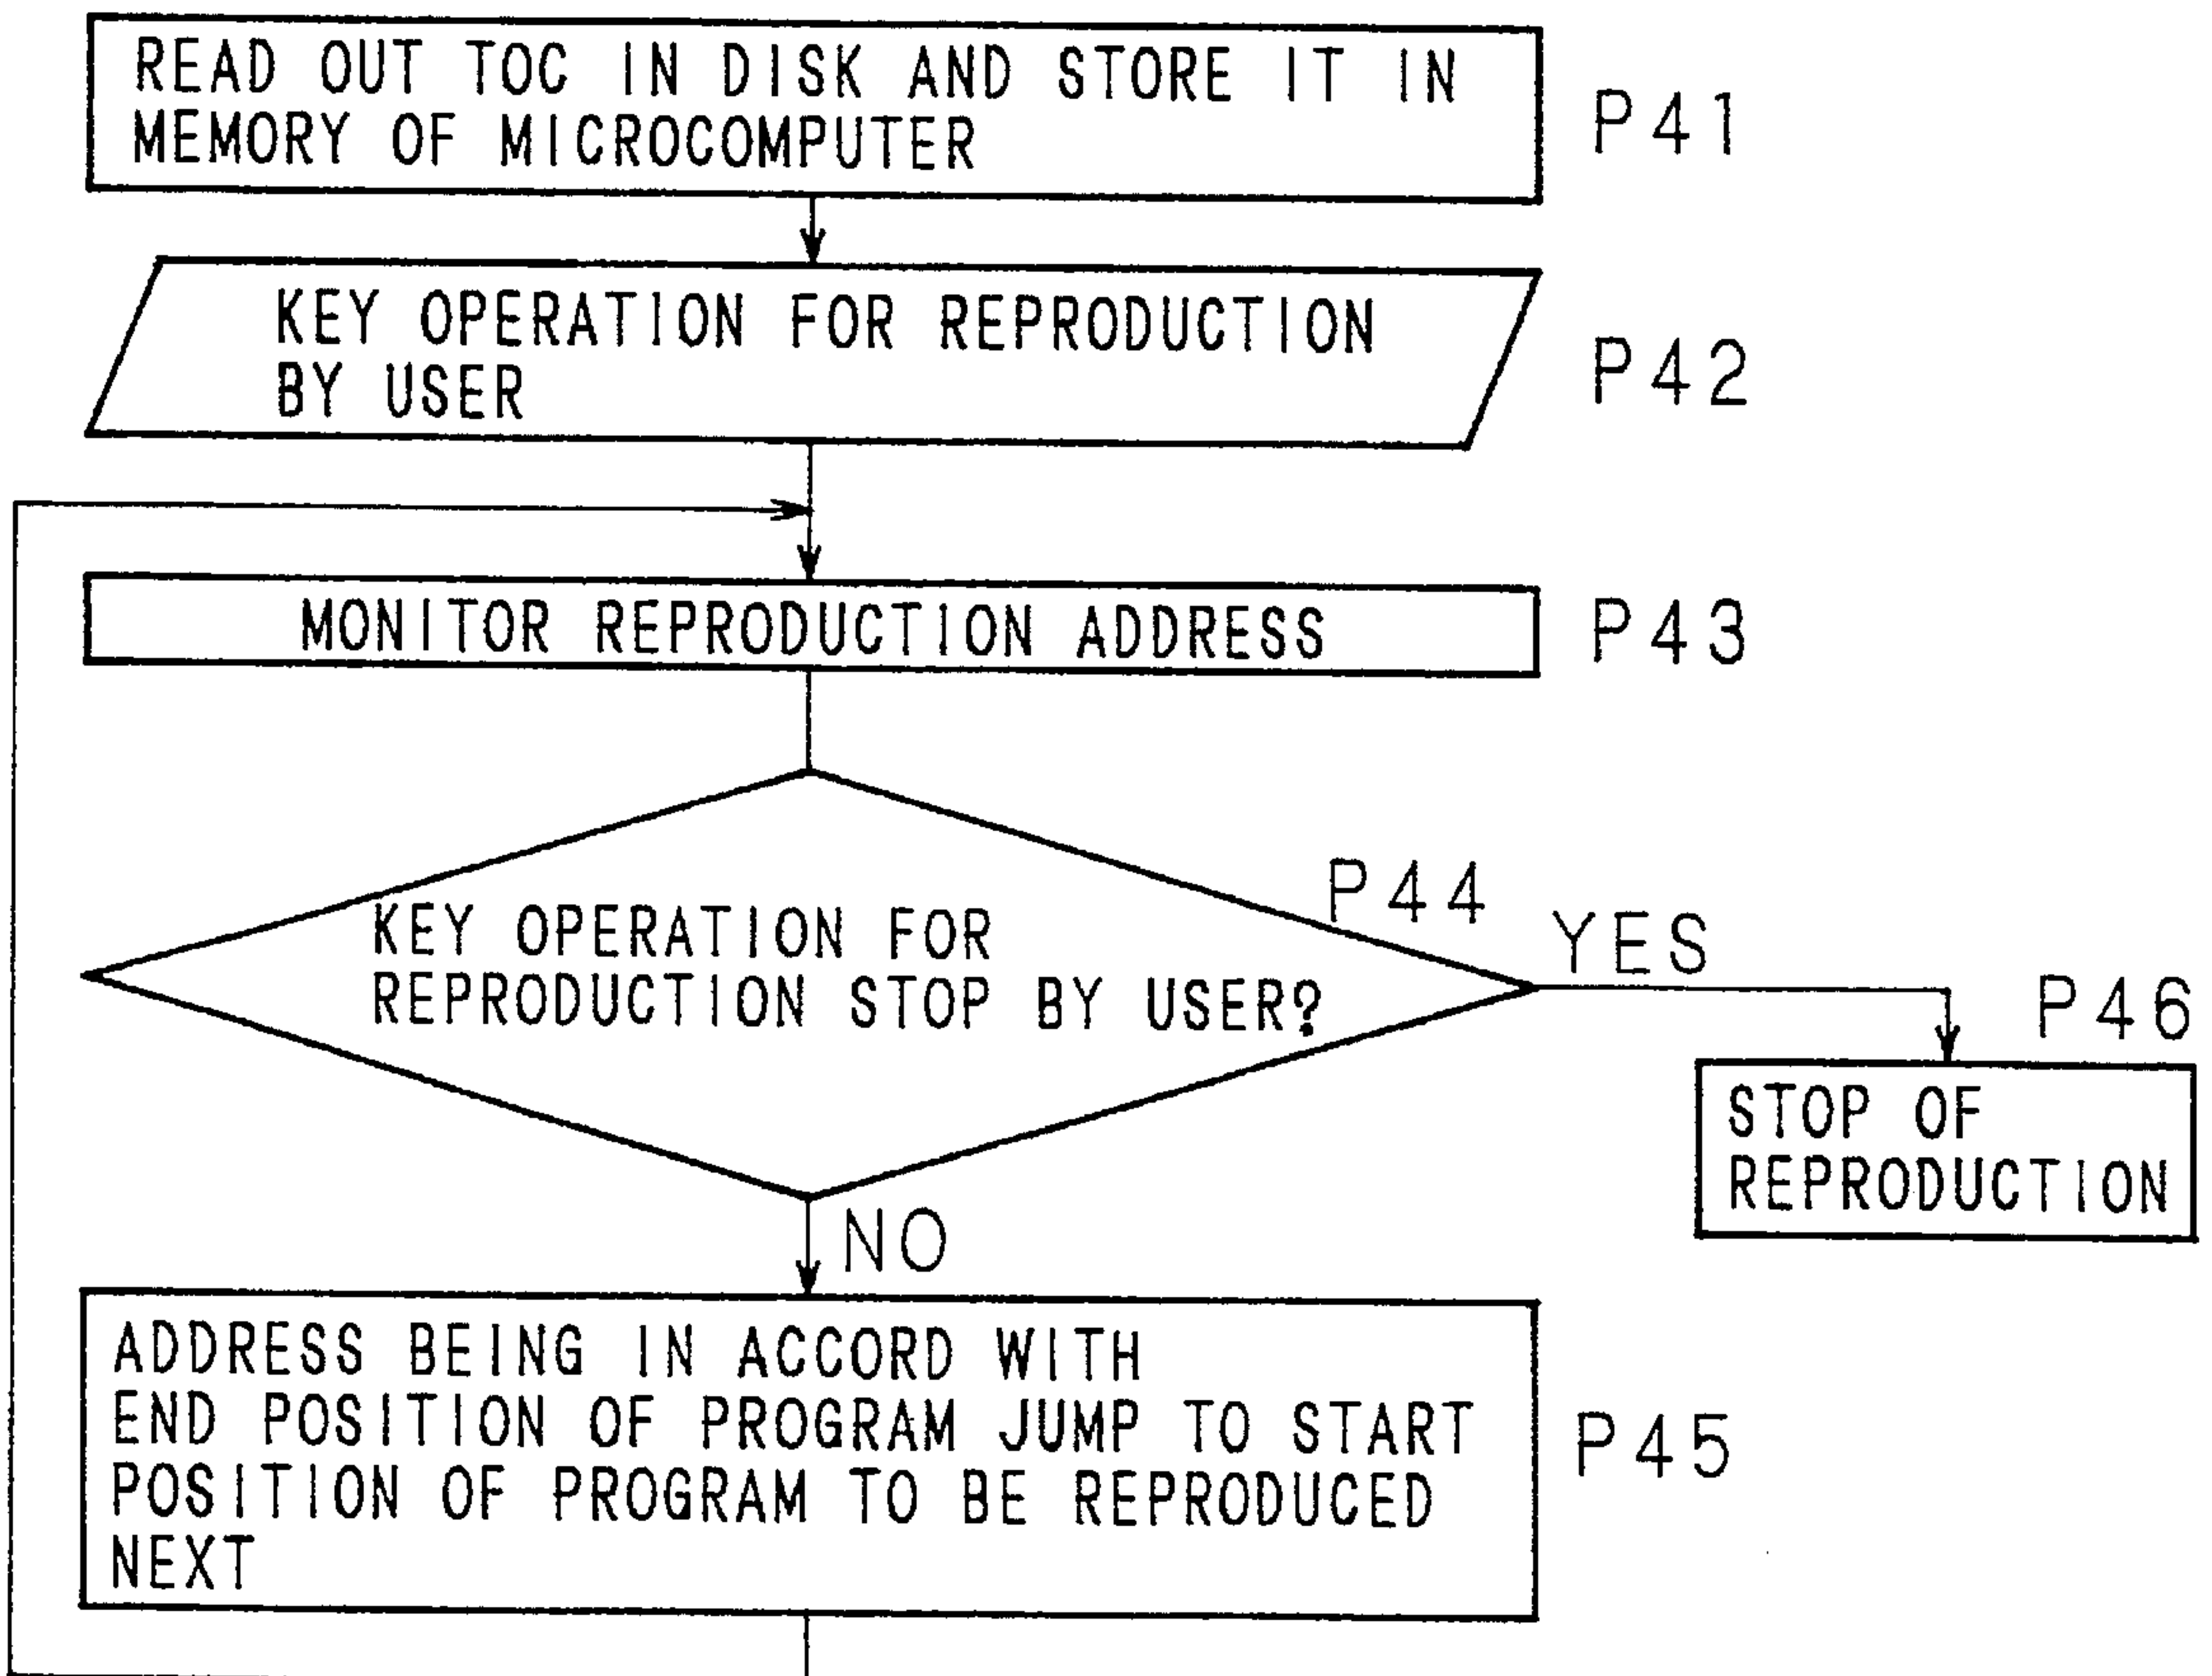 READ OUT TOC IN DISK AND STORE IT IN
MEMORY OF MICROCOMPUTER
P41
KEY OPERATION FOR REPRODUCTION
BY USER
P42
MONITOR REPRODUCTION ADDRESS
P43
P44
KEY OPERATION FOR
REPRODUCTION STOP BY USER?
YES
P46
STOP OF
REPRODUCTION
NO
ADDRESS BEING IN ACCORD WITH
END POSITION OF PROGRAM JUMP TO START
POSITION OF PROGRAM TO BE REPRODUCED
NEXT
P45